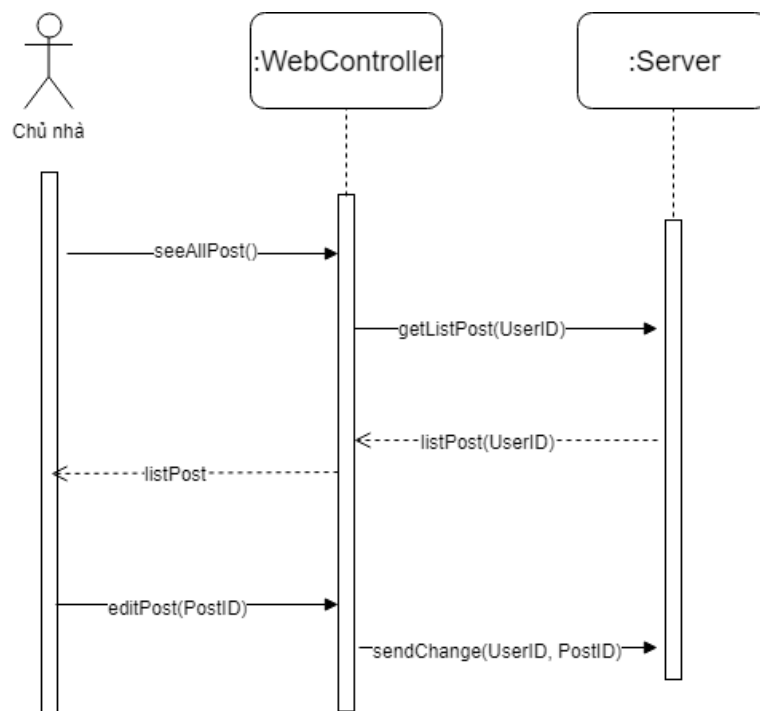 :WebController
:Server
Chủ nhà
seeAllPost()
getListPost(UserID)
listPost(UserID)
listPost
editPost(PostID)
sendChange(UserID, PostID)